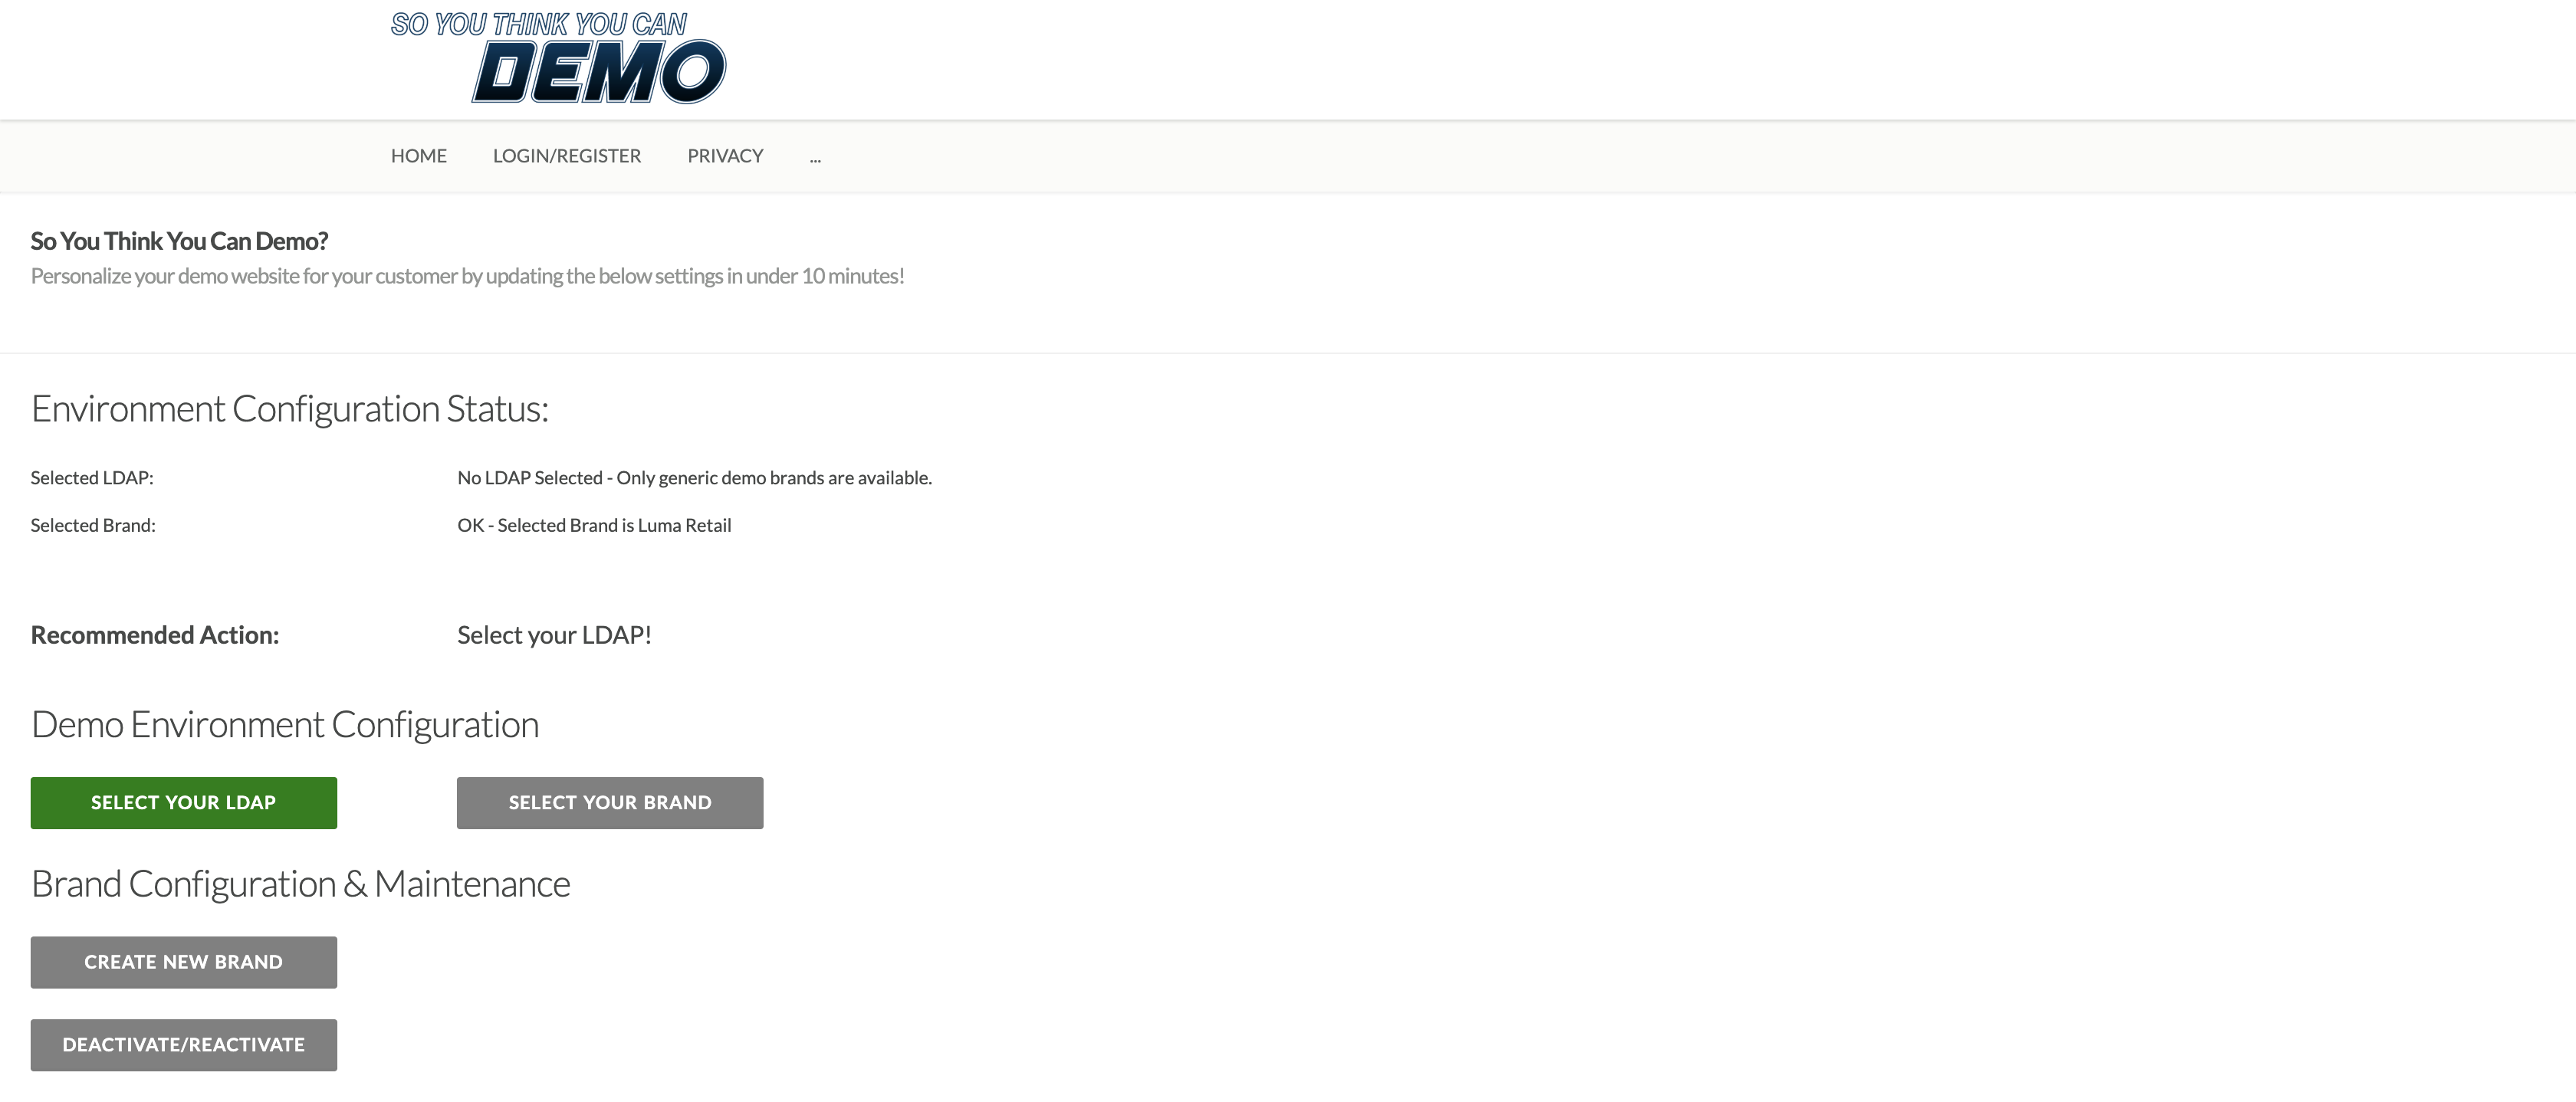 SO YOU THINK YOU CAN
DEMO
HOME LOGIN/REGISTER PRIVACY ...
So You Think You Can Demo?
Personalize your demo website for your customer by updating the below settings in under 10 minutes!
Environment Configuration Status:
Selected LDAP: No LDAP Selected - Only generic demo brands are available.
Selected Brand: OK - Selected Brand is Luma Retail
Recommended Action: Select your LDAP!
Demo Environment Configuration
SELECT YOUR LDAP SELECT YOUR BRAND
Brand Configuration & Maintenance
CREATE NEW BRAND
DEACTIVATE/REACTIVATE